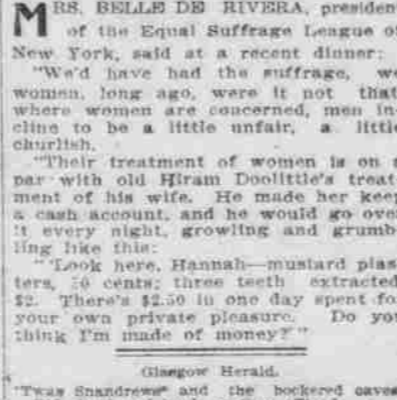 MRS. BELLE DE RIVERA, presiden
of the Equal Suffrage League o
New York, said at a recent dinner:
"We'd have had the suffrage, we
women, long ago, were it not that
where women are concerned, men in-
cline to be a little unfair, a little
churlish.
"Their treatment of women is on a
par with old Hiram Doolittle's treat
ment of his wife. He made her keep
a cash account, and he would go ove
it every night, growling and grumb
ling like this:
"'Look here, Hannah—mustard plas
ters, 50 cents; three teeth extracted
$2. There's $2.50 in one day spent fo
your own private pleasure. Do you
think I'm made of money?'"
Glasgow Herald.
'Twas Snandrews' and the bockered